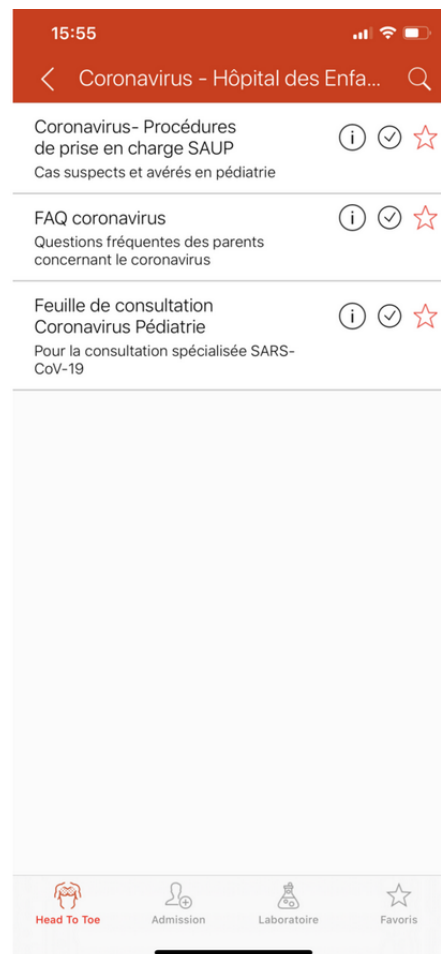 15:55
Coronavirus - Hôpital des Enfa...
Coronavirus- Procédures
de prise en charge SAUP
Cas suspects et avérés en pédiatrie
FAQ coronavirus
Questions fréquentes des parents
concernant le coronavirus
Feuille de consultation
Coronavirus Pédiatrie
Pour la consultation spécialisée SARS-
CoV-19
Head To Toe
Admission
Laboratoire
Favoris